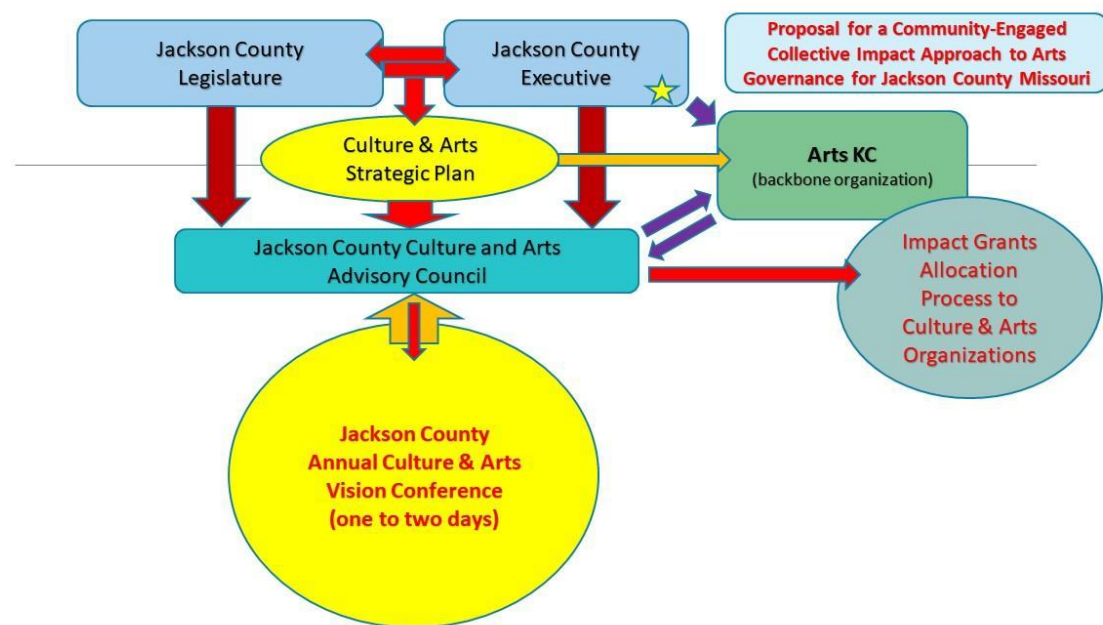 Jackson County
Legislature
Jackson County
Executive
Proposal for a Community-Engaged
Collective Impact Approach to Arts
Governance for Jackson County Missouri
Culture & Arts
Strategic Plan
Arts KC
(backbone organization)
Jackson County Culture and Arts
Advisory Council
Impact Grants
Allocation
Process to
Culture & Arts
Organizations
Jackson County
Annual Culture & Arts
Vision Conference
(one to two days)